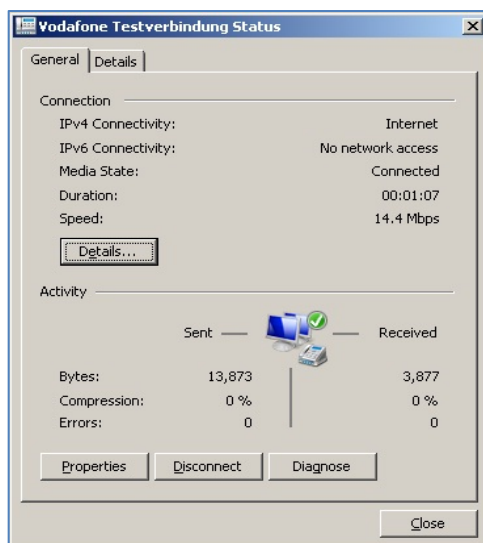 Vodafone Testverbindung Status
General Details
Connection
IPv4 Connectivity: Internet
IPv6 Connectivity: No network access
Media State: Connected
Duration: 00:01:07
Speed: 14.4 Mbps
Details...
Activity
Sent Received
Bytes: 13,873 3,877
Compression: 0 % 0 %
Errors: 0 0
Properties Disconnect Diagnose
Close